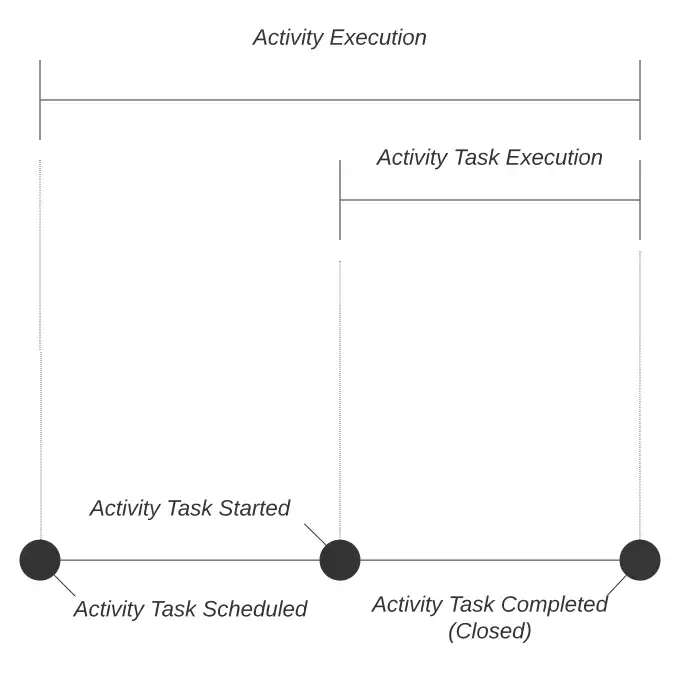 Activity Execution
Activity Task Execution
Activity Task Started
Activity Task Scheduled
Activity Task Completed
(Closed)